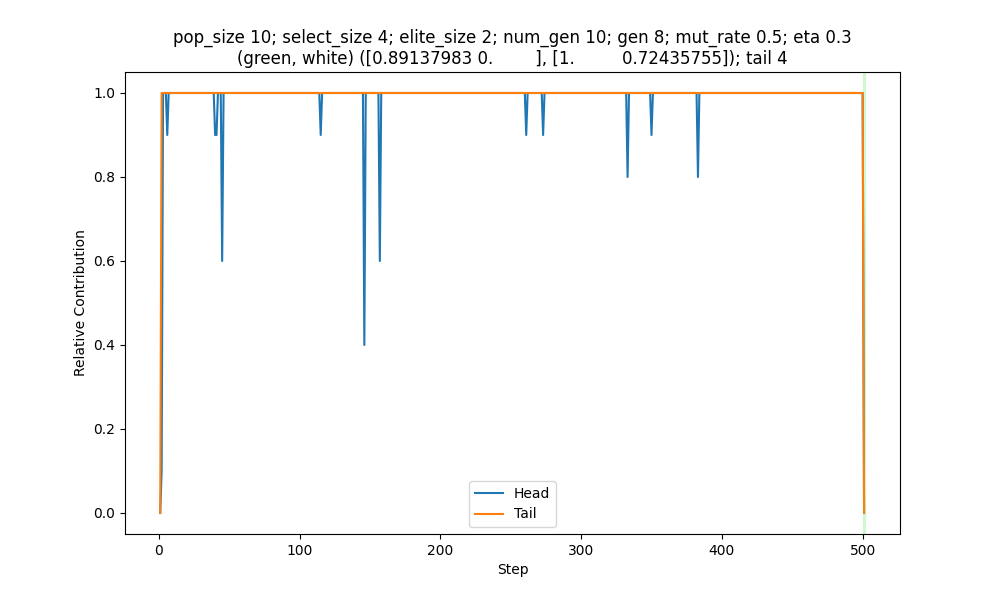 pop_size 10; select_size 4; elite_size 2; num_gen 10; gen 8; mut_rate 0.5; eta 0.3
(green, white) ([0.89137983 0.         ], [1.         0.72435755]); tail 4
1.0
0.8
0.6
0.4
0.2
0.0
Relative Contribution
Head
Tail
0
100
200
300
400
500
Step